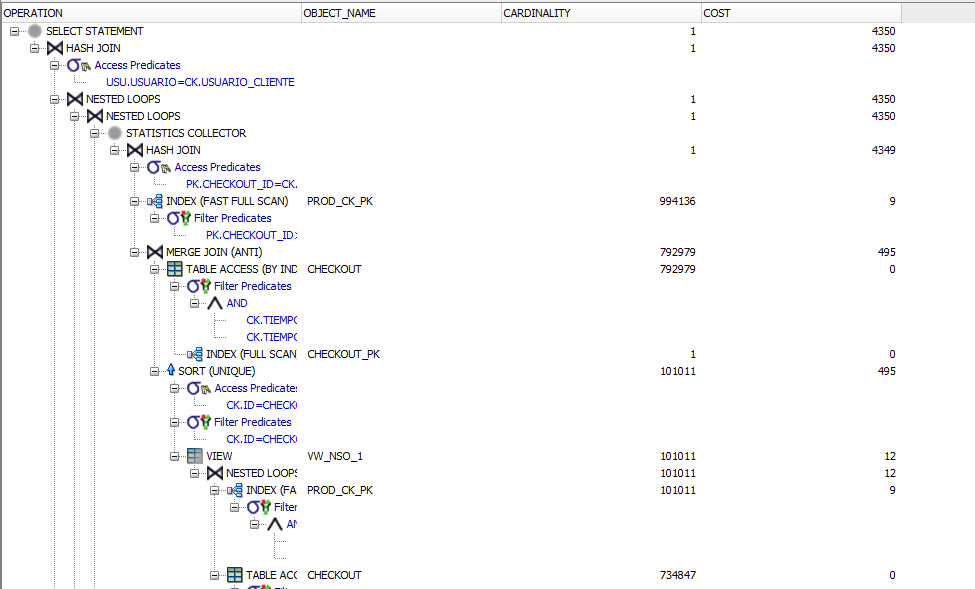 OPERATION OBJECT_NAME CARDINALITY COST
SELECT STATEMENT 1 4350
HASH JOIN 1 4350
Access Predicates
USU.USUARIO=CK.USUARIO_CLIENTE
NESTED LOOPS 1 4350
NESTED LOOPS 1 4350
STATISTICS COLLECTOR
HASH JOIN 1 4349
Access Predicates
PK.CHECKOUT_ID=CK.
INDEX (FAST FULL SCAN) PROD_CK_PK 994136 9
Filter Predicates
PK.CHECKOUT_ID>
MERGE JOIN (ANTI) 792979 495
TABLE ACCESS (BY IND CHECKOUT 792979 0
Filter Predicates
AND
CK.TIEMPO
CK.TIEMPO
INDEX (FULL SCAN CHECKOUT_PK 1 0
SORT (UNIQUE) 101011 495
Access Predicates
CK.ID=CHECKO
Filter Predicates
CK.ID=CHECKO
VIEW VW_NSO_1 101011 12
NESTED LOOPS 101011 12
INDEX (FA PROD_CK_PK 101011 9
Filter
AN
TABLE ACC CHECKOUT 734847 0